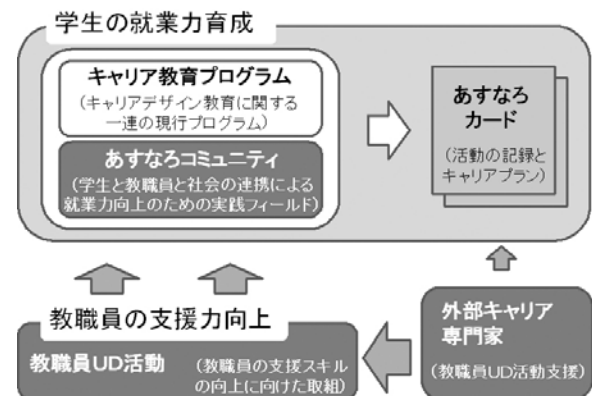 学生の就業力育成
キャリア教育プログラム
(キャリアデザイン教育に関する
一連の現行プログラム)
あすなろコミュニティ
(学生と教職員と社会の連携による
就業力向上のための実践フィールド)
あすなろ
カード
(活動の記録と
キャリアプラン)
教職員の支援力向上
教職員UD活動
(教職員の支援スキル
の向上に向けた取組)
外部キャリア
専門家
(教職員UD活動支援)